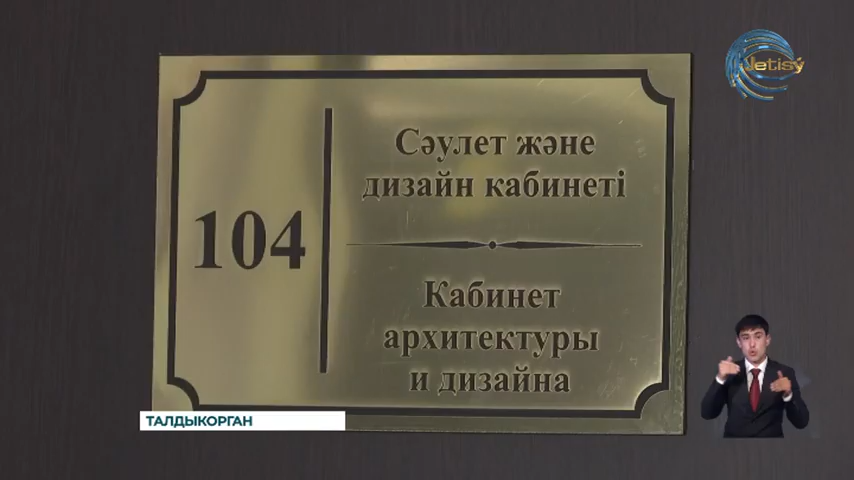 Jetisý
104
Сәулет және
дизайн кабинеті
Кабинет
архитектуры
и дизайна
ТАЛДЫКОРГАН